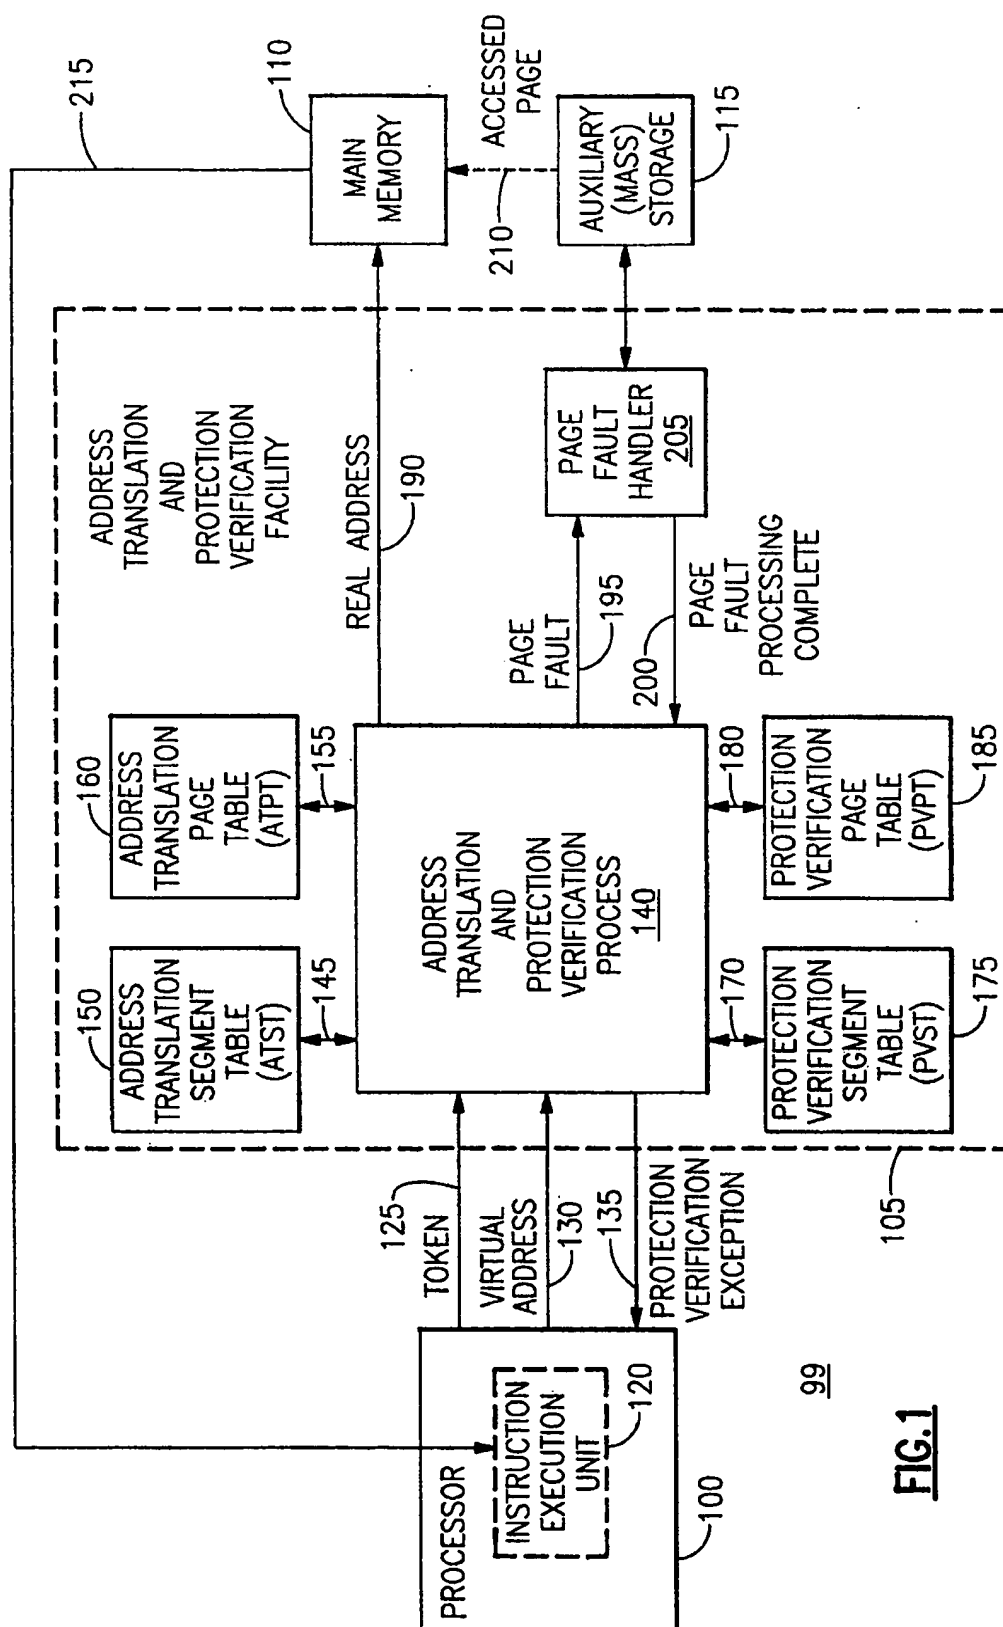 215
110
MAIN
MEMORY
ACCESSED
PAGE
210
AUXILIARY
(MASS)
STORAGE
115
ADDRESS
TRANSLATION
AND
PROTECTION
VERIFICATION
FACILITY
REAL ADDRESS
190
PAGE
FAULT
HANDLER
205
PAGE
FAULT
195
200
PAGE
FAULT
PROCESSING
COMPLETE
160
ADDRESS
TRANSLATION
PAGE
TABLE
(ATPT)
155
150
ADDRESS
TRANSLATION
SEGMENT
TABLE
(ATST)
145
ADDRESS
TRANSLATION
AND
PROTECTION
VERIFICATION
PROCESS
140
180
PROTECTION
VERIFICATION
PAGE
TABLE
(PVPT)
185
170
PROTECTION
VERIFICATION
SEGMENT
TABLE
(PVST)
175
105
125
TOKEN
VIRTUAL
ADDRESS
130
135
PROTECTION
VERIFICATION
EXCEPTION
PROCESSOR
INSTRUCTION
EXECUTION
UNIT
120
100
99
FIG.1